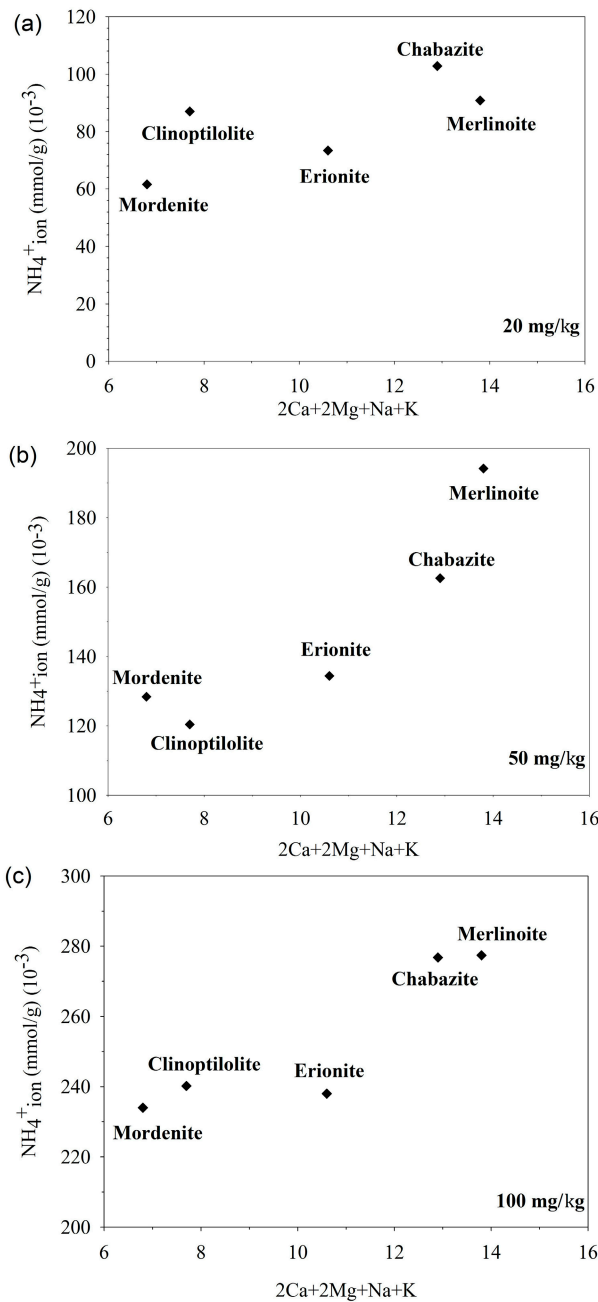 (a)
120
100
80
60
40
20
0
NH4+ion (mmol/g) (10-3)
Chabazite
Clinoptilolite
Merlinoite
Erionite
Mordenite
20 mg/kg
6 8 10 12 14 16
2Ca+2Mg+Na+K
(b)
200
180
160
140
120
100
NH4+ion (mmol/g) (10-3)
Merlinoite
Chabazite
Erionite
Mordenite
Clinoptilolite
50 mg/kg
6 8 10 12 14 16
2Ca+2Mg+Na+K
(c)
300
280
260
240
220
200
NH4+ion (mmol/g) (10-3)
Merlinoite
Chabazite
Clinoptilolite
Erionite
Mordenite
100 mg/kg
6 8 10 12 14 16
2Ca+2Mg+Na+K